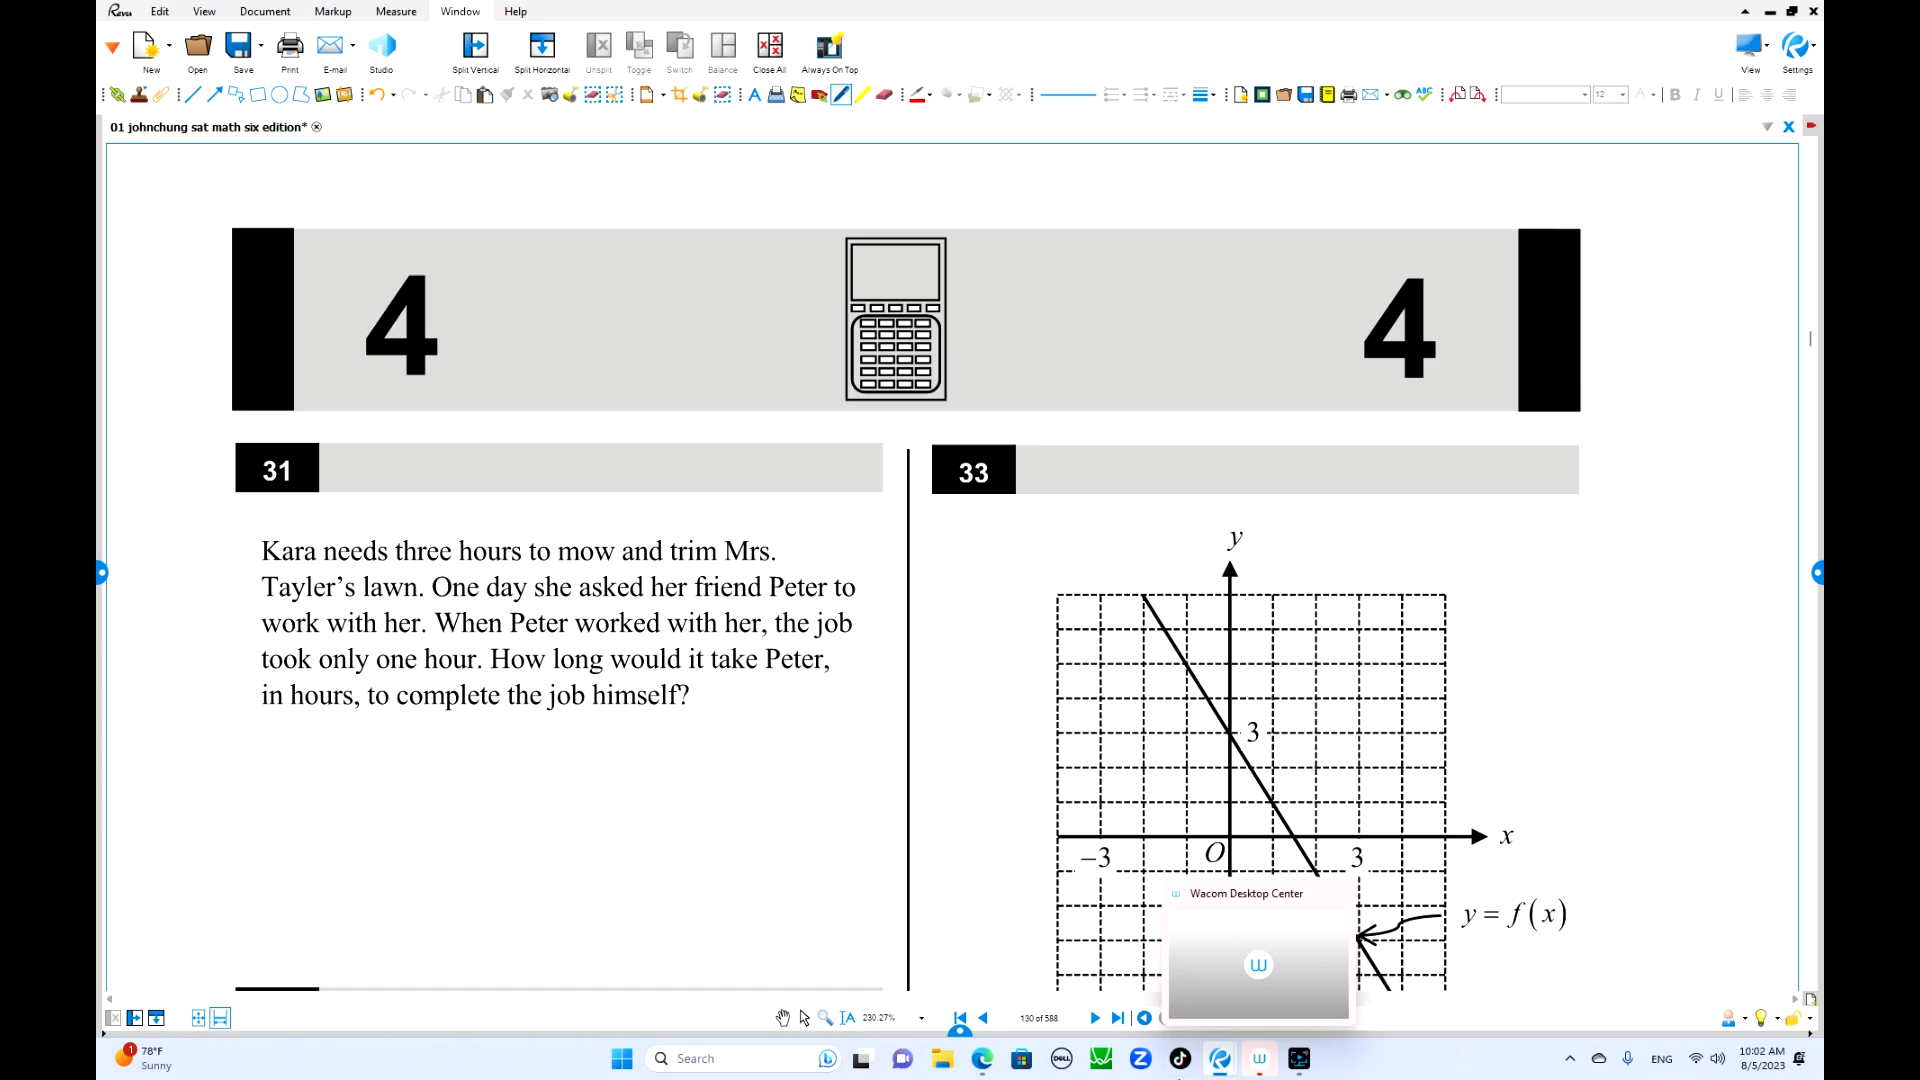 Revu Edit View Document Markup Measure Window Help
New Open Save Print E-mail Studio Split Vertical Split Horizontal Unsplit Toggle Switch Balance Close All Always On Top View Settings
12
01 johnchung sat math six edition*
4 4
31
Kara needs three hours to mow and trim Mrs.
Tayler’s lawn. One day she asked her friend Peter to
work with her. When Peter worked with her, the job
took only one hour. How long would it take Peter,
in hours, to complete the job himself?
33
y
3
x
−3 O 3
y = f(x)
Wacom Desktop Center
230.27% 130 of 588
1 78°F
Sunny
Search
DELL
ENG
10:02 AM
8/5/2023